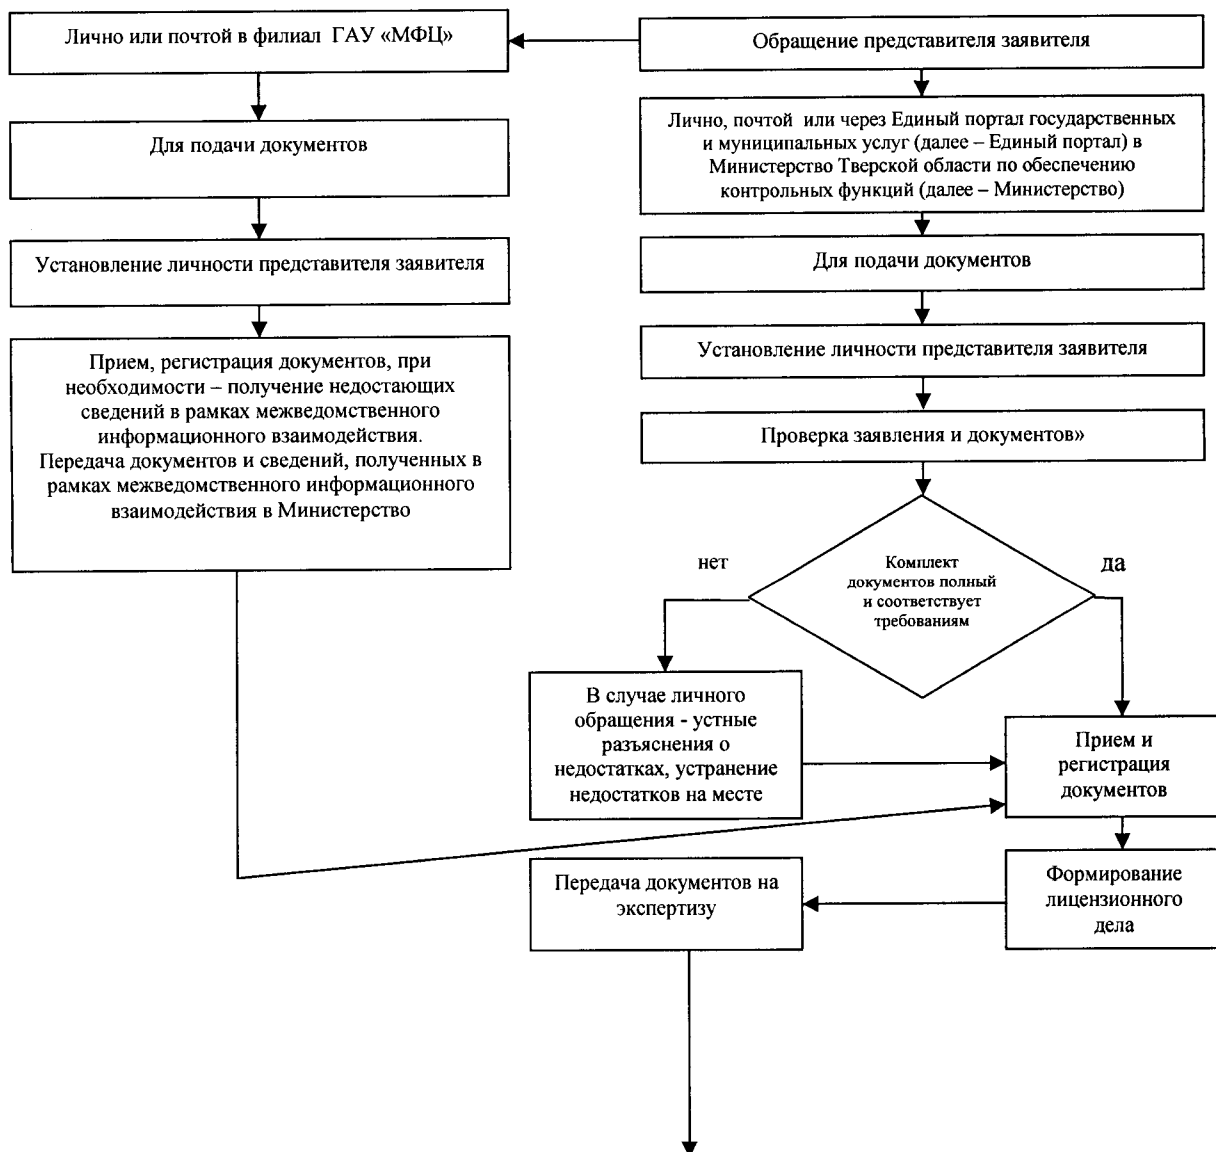 Лично или почтой в филиал ГАУ «МФЦ»
Обращение представителя заявителя
Для подачи документов
Лично, почтой или через Единый портал государственных
и муниципальных услуг (далее – Единый портал) в
Министерство Тверской области по обеспечению
контрольных функций (далее – Министерство)
Установление личности представителя заявителя
Для подачи документов
Прием, регистрация документов, при
необходимости – получение недостающих
сведений в рамках межведомственного
информационного взаимодействия.
Передача документов и сведений, полученных в
рамках межведомственного информационного
взаимодействия в Министерство
Установление личности представителя заявителя
Проверка заявления и документов»
нет
Комплект
документов полный
и соответствует
требованиям
да
В случае личного
обращения - устные
разъяснения о
недостатках, устранение
недостатков на месте
Прием и
регистрация
документов
Передача документов на
экспертизу
Формирование
лицензионного
дела